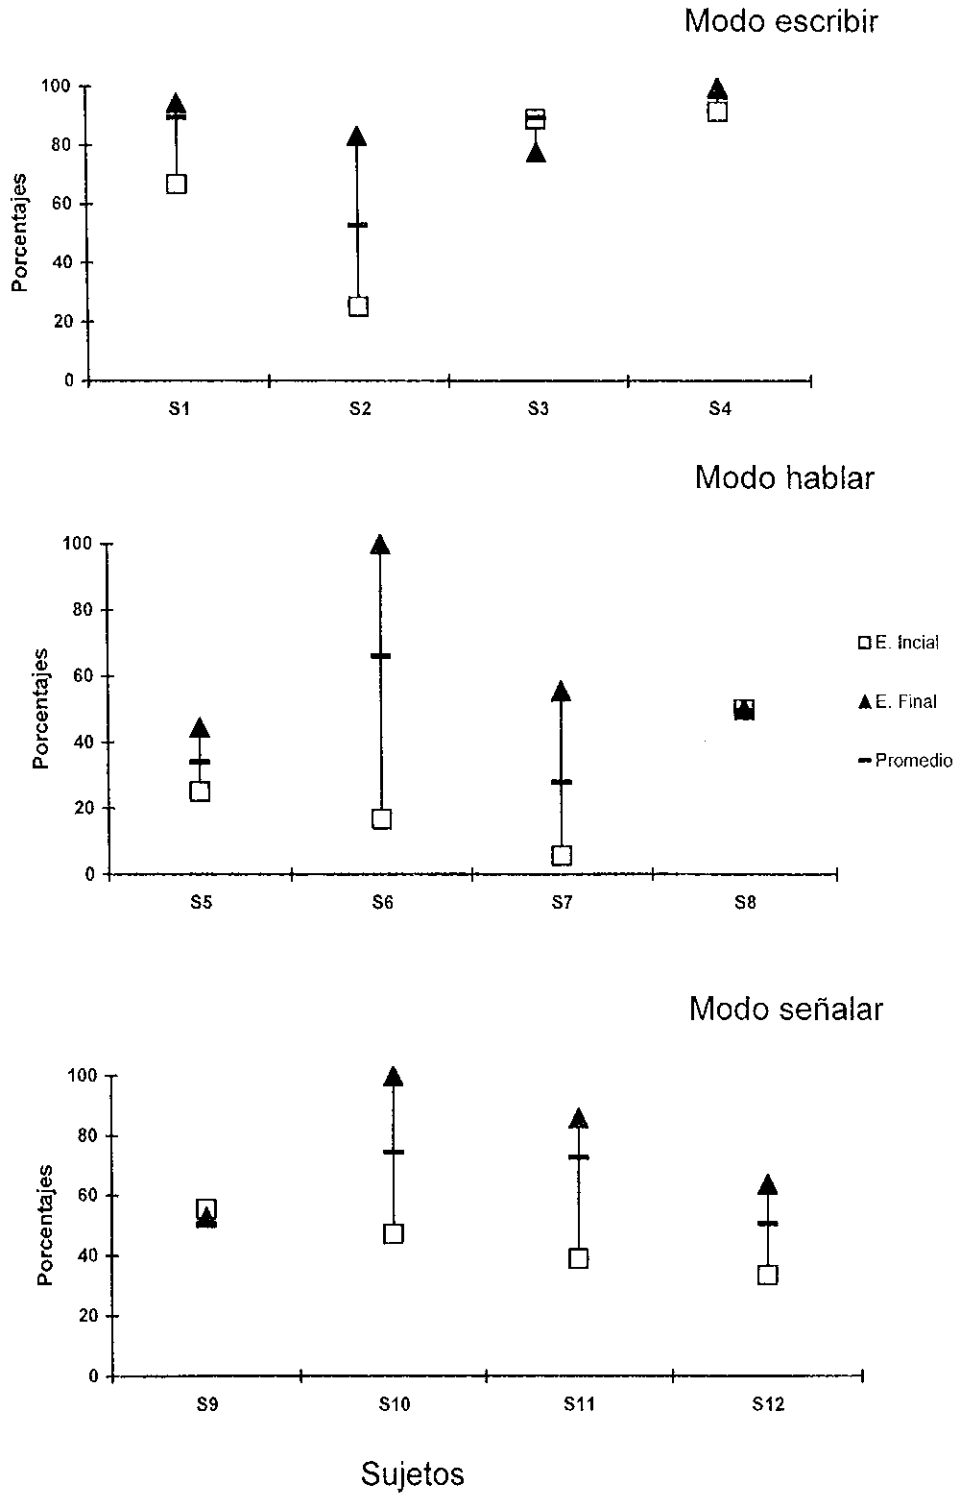 Modo escribir
100
80
60
40
20
0
Porcentajes
S1 S2 S3 S4
Modo hablar
100
80
60
40
20
0
Porcentajes
S5 S6 S7 S8
E. Incial
E. Final
Promedio
Modo señalar
100
80
60
40
20
0
Porcentajes
S9 S10 S11 S12
Sujetos